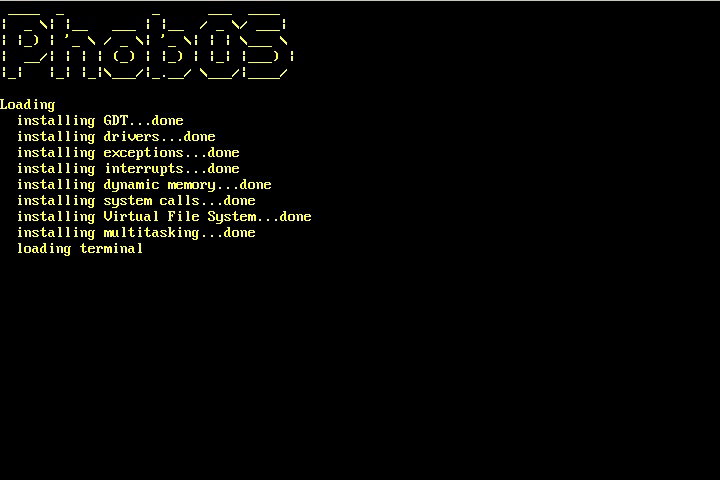 PhobOS
Loading
installing GDT...done
installing drivers...done
installing exceptions...done
installing interrupts...done
installing dynamic memory...done
installing system calls...done
installing Virtual File System...done
installing multitasking...done
loading terminal